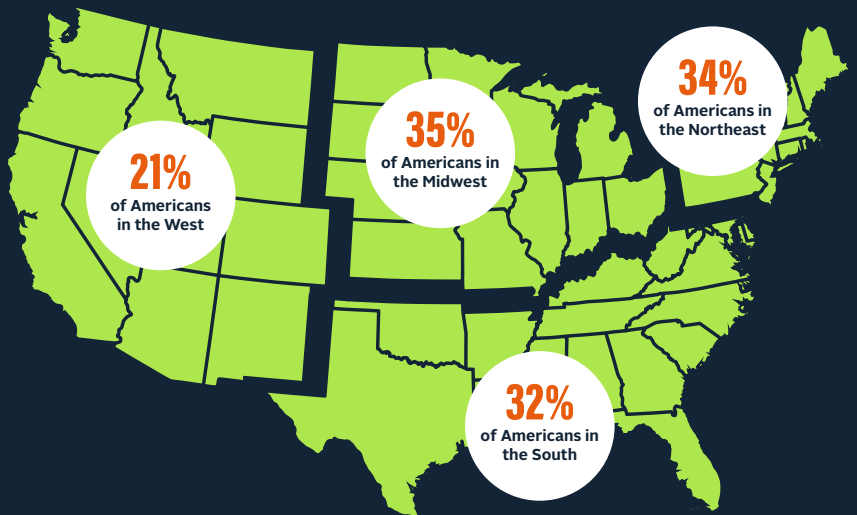 34%
of Americans in
the Northeast
35%
of Americans in
the Midwest
21%
of Americans
in the West
32%
of Americans in
the South